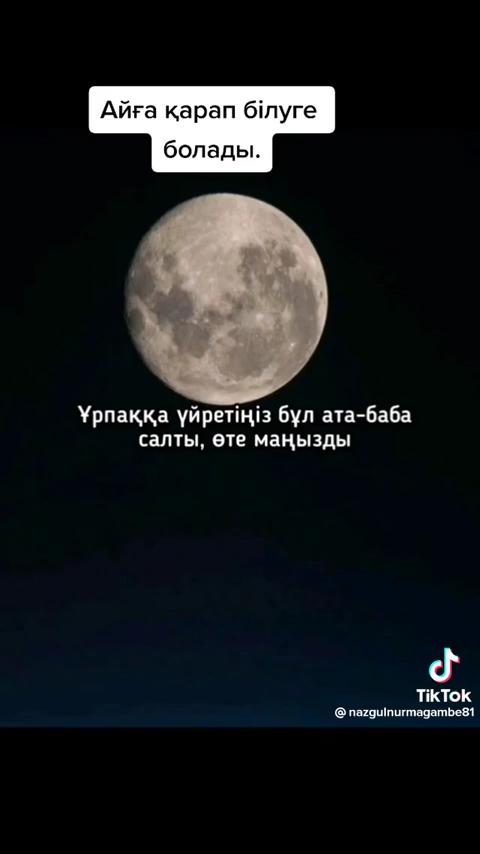 Айға қарап білуге
болады.
Ұрпаққа үйретіңіз бұл ата-баба
салты, өте маңызды
TikTok
@nazgulnurmagambe81